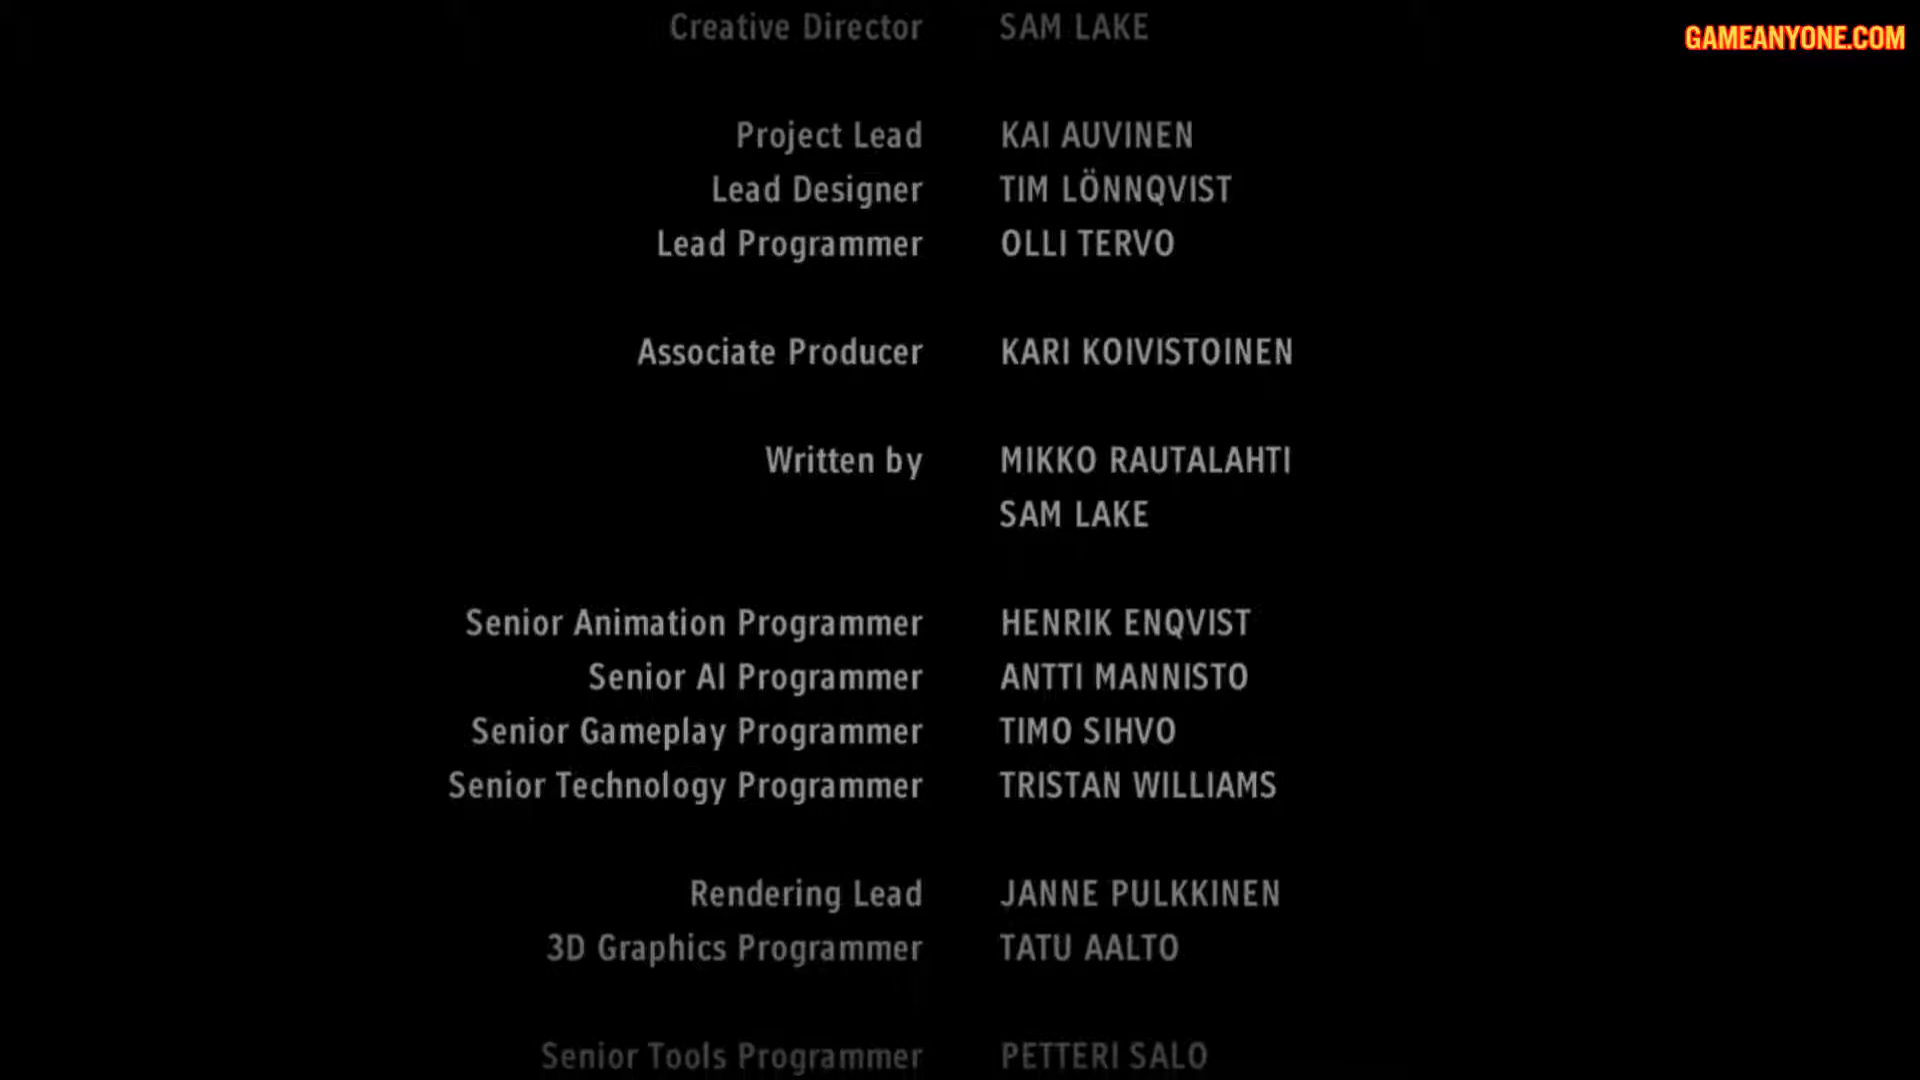 Creative Director SAM LAKE
GAMEANYONE.COM
Project Lead KAI AUVINEN
Lead Designer TIM LÖNNQVIST
Lead Programmer OLLI TERVO
Associate Producer KARI KOIVISTOINEN
Written by MIKKO RAUTALAHTI
SAM LAKE
Senior Animation Programmer HENRIK ENQVIST
Senior AI Programmer ANTTI MANNISTO
Senior Gameplay Programmer TIMO SIHVO
Senior Technology Programmer TRISTAN WILLIAMS
Rendering Lead JANNE PULKKINEN
3D Graphics Programmer TATU AALTO
Senior Tools Programmer PETTERI SALO